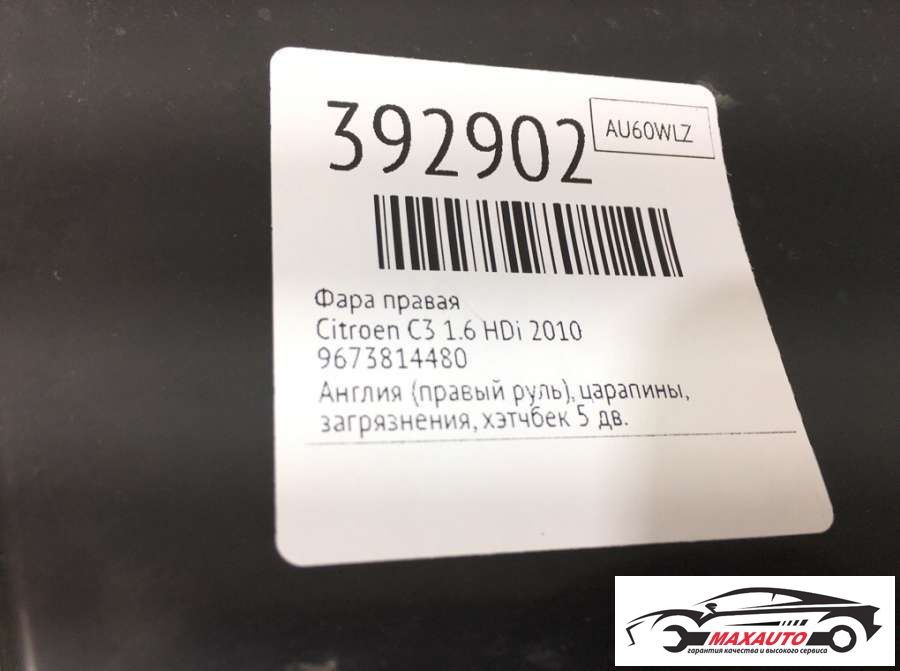 392902
AU60WLZ
Фара правая
Citroen C3 1.6 HDi 2010
9673814480
Англия (правый руль), царапины,
загрязнения, хэтчбек 5 дв.
MAXAUTO
гарантия качества и высокого сервиса